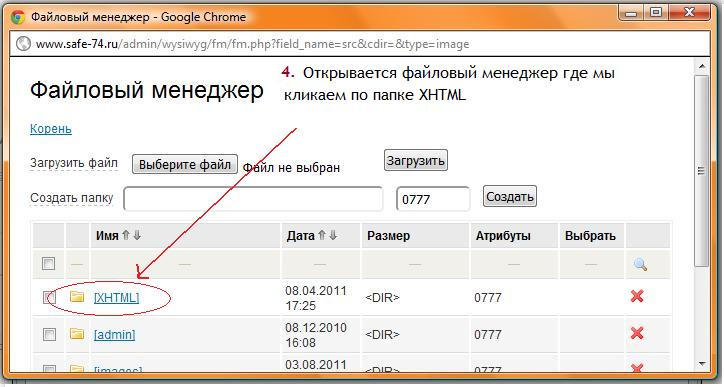 Файловый менеджер - Google Chrome
www.safe-74.ru/admin/wysiwyg/fm/fm.php?field_name=src&cdir=&type=image
4. Открывается файловый менеджер где мы
кликаем по папке XHTML
Файловый менеджер
Корень
Загрузить файл Выберите файл Файл не выбран Загрузить
Создать папку 0777 Создать
Имя Дата Размер Атрибуты Выбрать
[XHTML] 08.04.2011 17:25 <DIR> 0777
[admin] 08.12.2010 16:08 <DIR> 0777
[images] 03.08.2011 <DIR> 0777